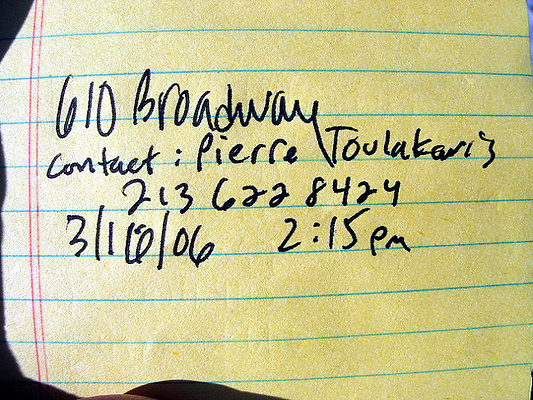 610 Broadway
contact: Pierre Toulakaris
213 622 8424
3/16/06 2:15pm